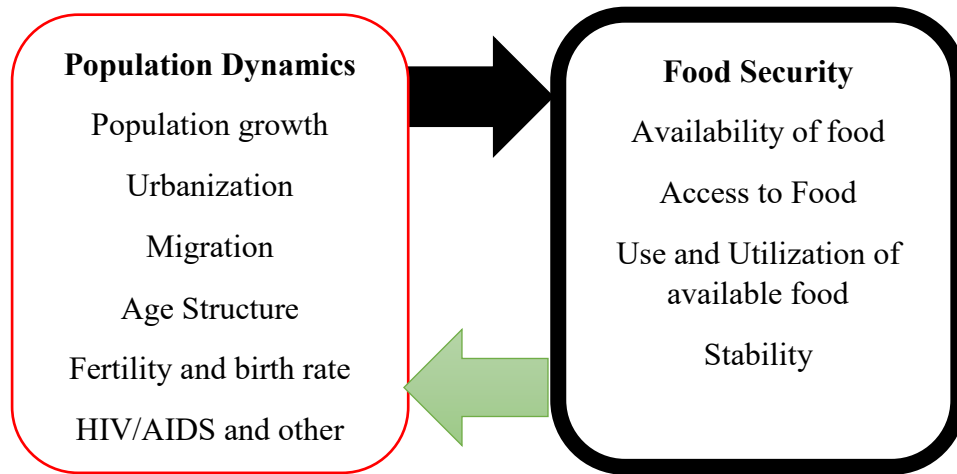 Population Dynamics
Population growth
Urbanization
Migration
Age Structure
Fertility and birth rate
HIV/AIDS and other
Food Security
Availability of food
Access to Food
Use and Utilization of
available food
Stability